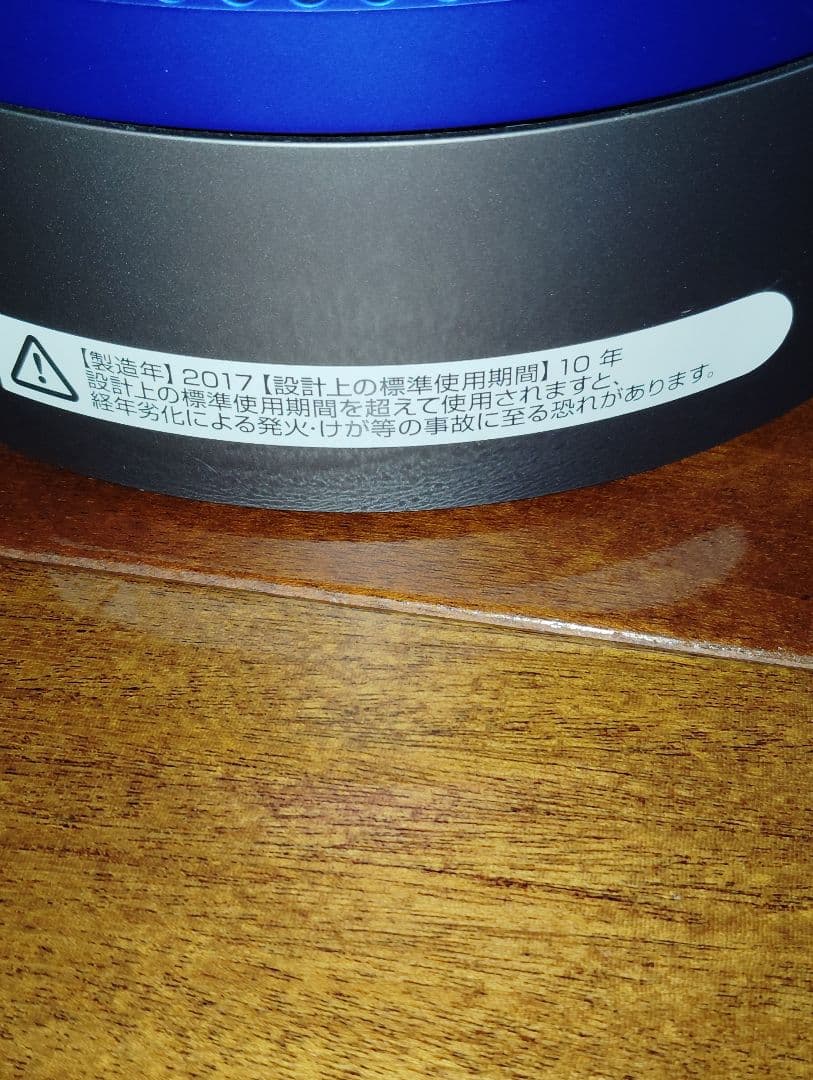 【製造年】2017【設計上の標準使用期間】10 年
設計上の標準使用期間を超えて使用されますと、
経年劣化による発火・けが等の事故に至る恐れがあります。